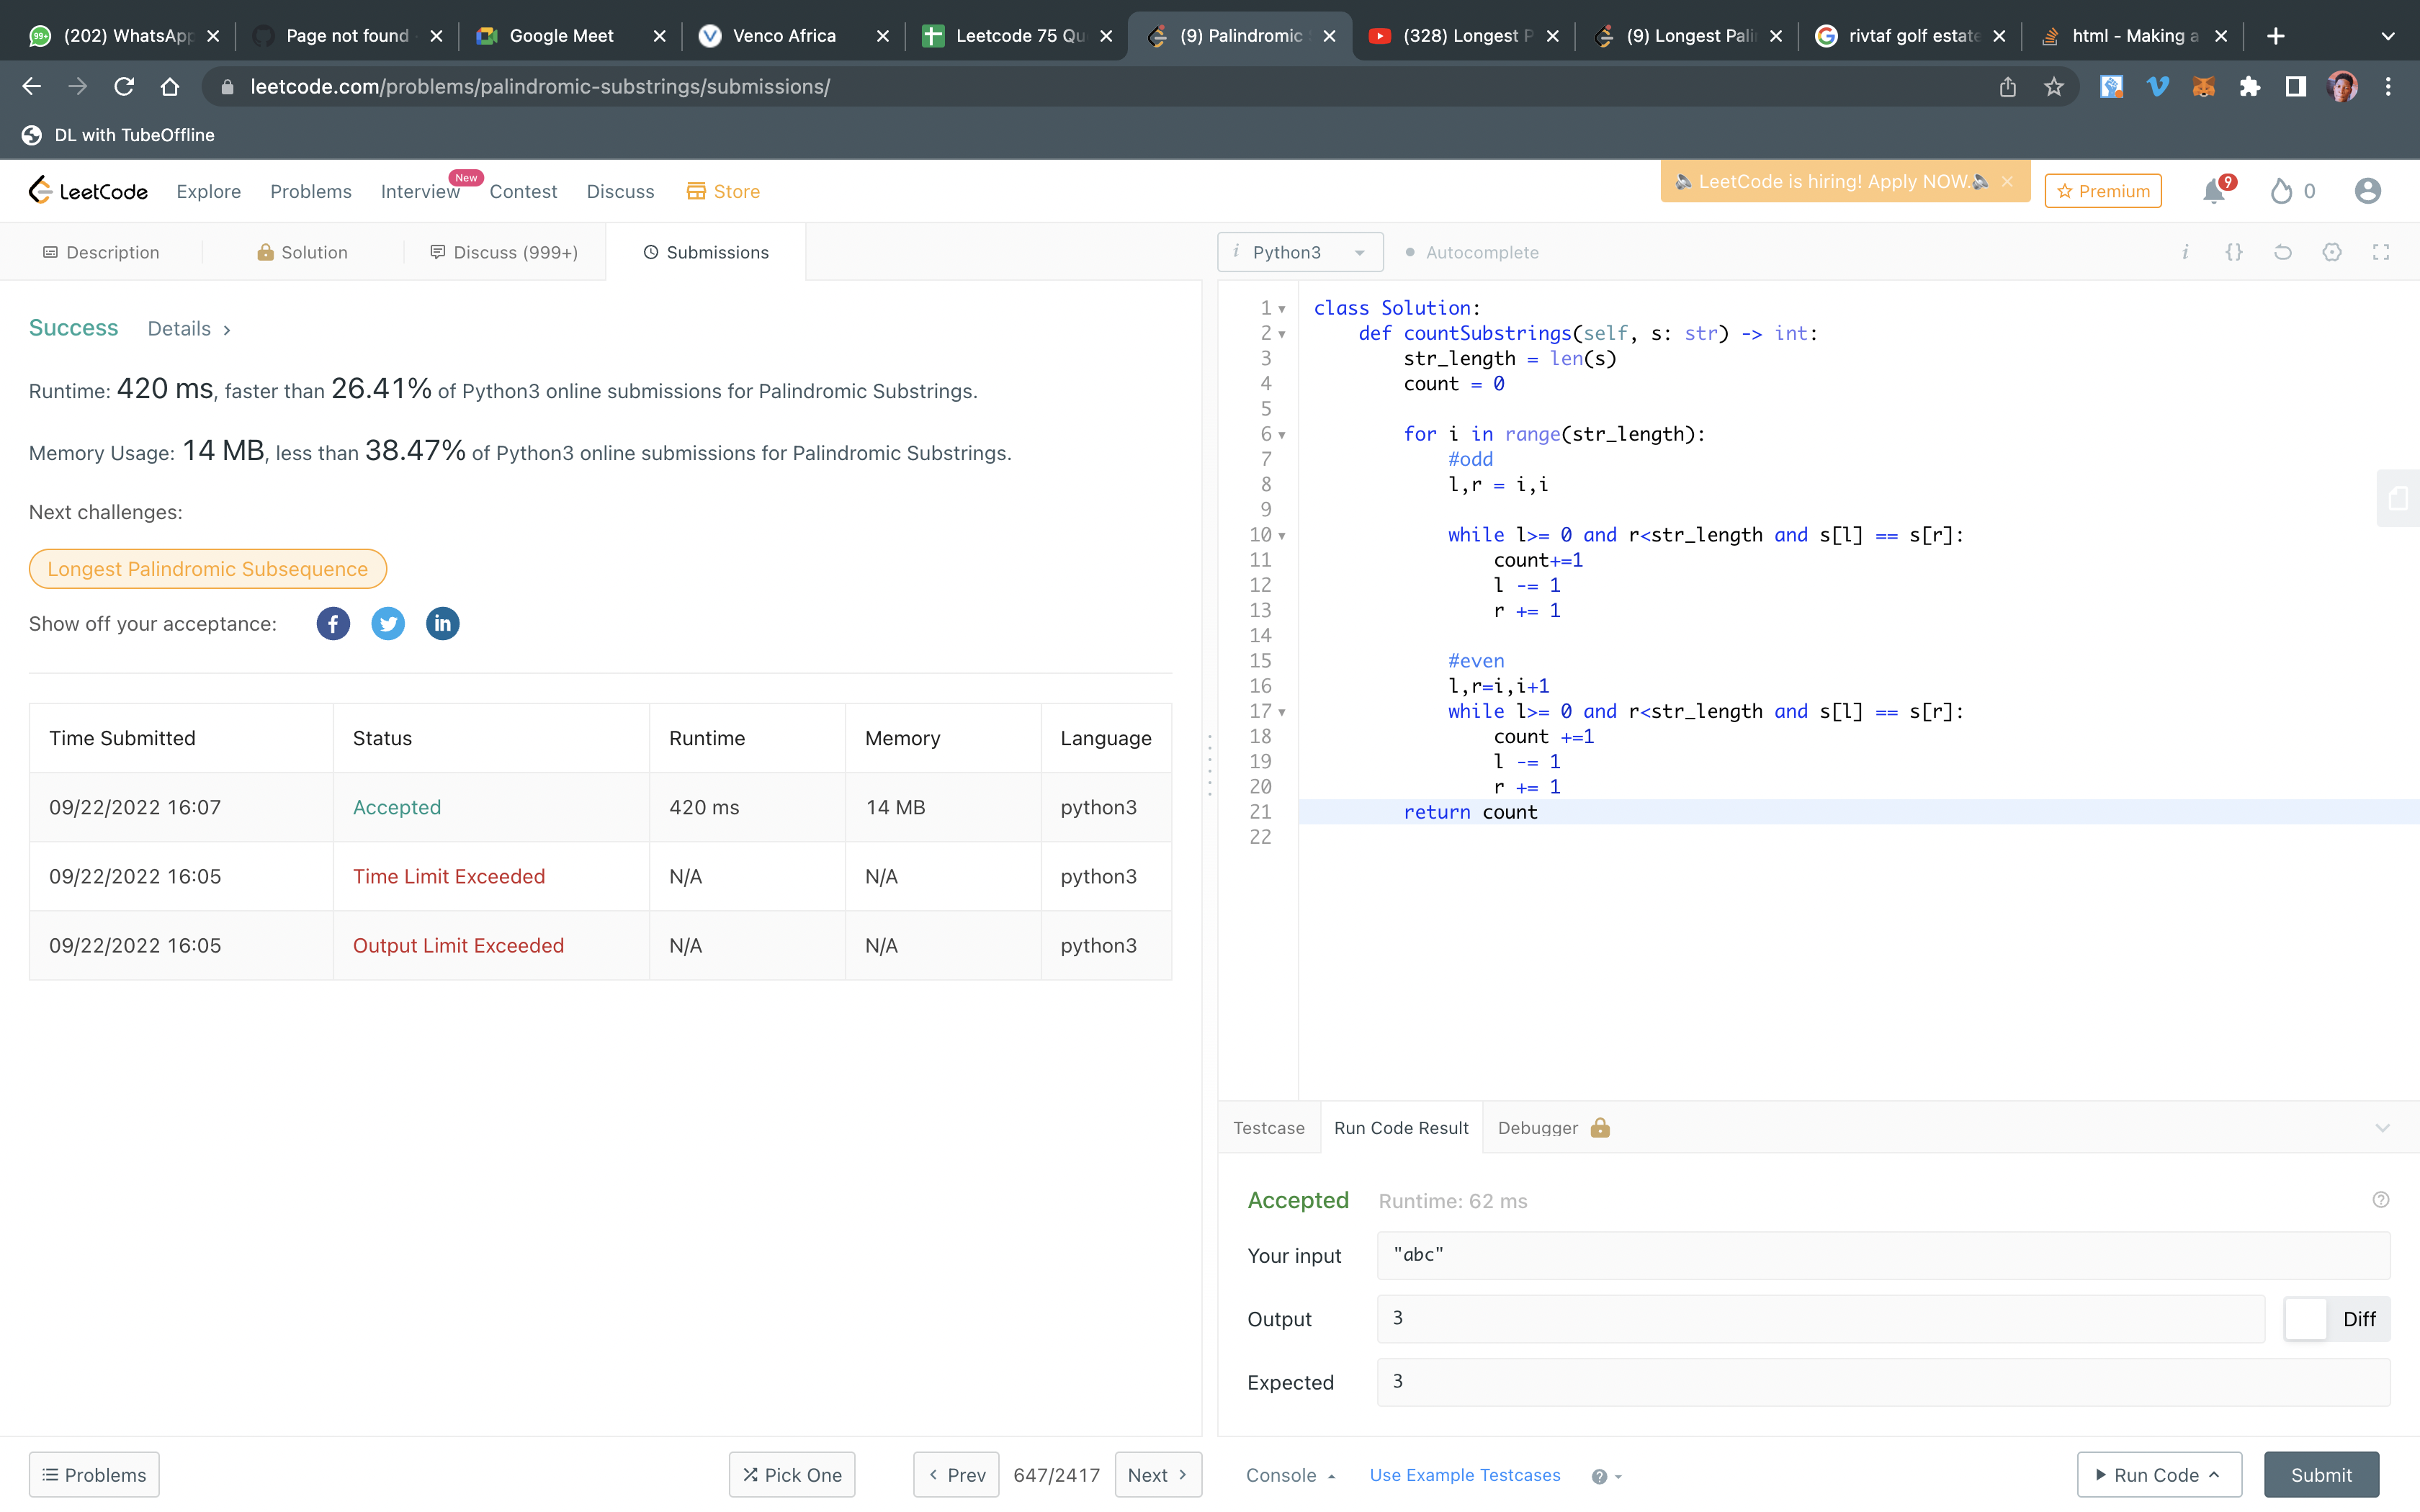 (202) WhatsApp
Page not found
Google Meet
Venco Africa
Leetcode 75 Qu
(9) Palindromic
(328) Longest P
(9) Longest Pali
rivtaf golf estate
html - Making a
leetcode.com/problems/palindromic-substrings/submissions/
DL with TubeOffline
LeetCode
Explore
Problems
Interview
New
Contest
Discuss
Store
LeetCode is hiring! Apply NOW.
Premium
9
0
Description
Solution
Discuss (999+)
Submissions
Success
Details
Runtime: 420 ms, faster than 26.41% of Python3 online submissions for Palindromic Substrings.
Memory Usage: 14 MB, less than 38.47% of Python3 online submissions for Palindromic Substrings.
Next challenges:
Longest Palindromic Subsequence
Show off your acceptance:
Time Submitted Status Runtime Memory Language
09/22/2022 16:07 Accepted 420 ms 14 MB python3
09/22/2022 16:05 Time Limit Exceeded N/A N/A python3
09/22/2022 16:05 Output Limit Exceeded N/A N/A python3
Problems
Pick One
Prev
647/2417
Next
i Python3
Autocomplete
i {}
1 class Solution:
2 def countSubstrings(self, s: str) -> int:
3 str_length = len(s)
4 count = 0
5
6 for i in range(str_length):
7 #odd
8 l,r = i,i
9
10 while l>= 0 and r<str_length and s[l] == s[r]:
11 count+=1
12 l -= 1
13 r += 1
14
15 #even
16 l,r=i,i+1
17 while l>= 0 and r<str_length and s[l] == s[r]:
18 count +=1
19 l -= 1
20 r += 1
21 return count
22
Testcase
Run Code Result
Debugger
Accepted
Runtime: 62 ms
Your input
"abc"
Output
3
Diff
Expected
3
Console
Use Example Testcases
Run Code
Submit